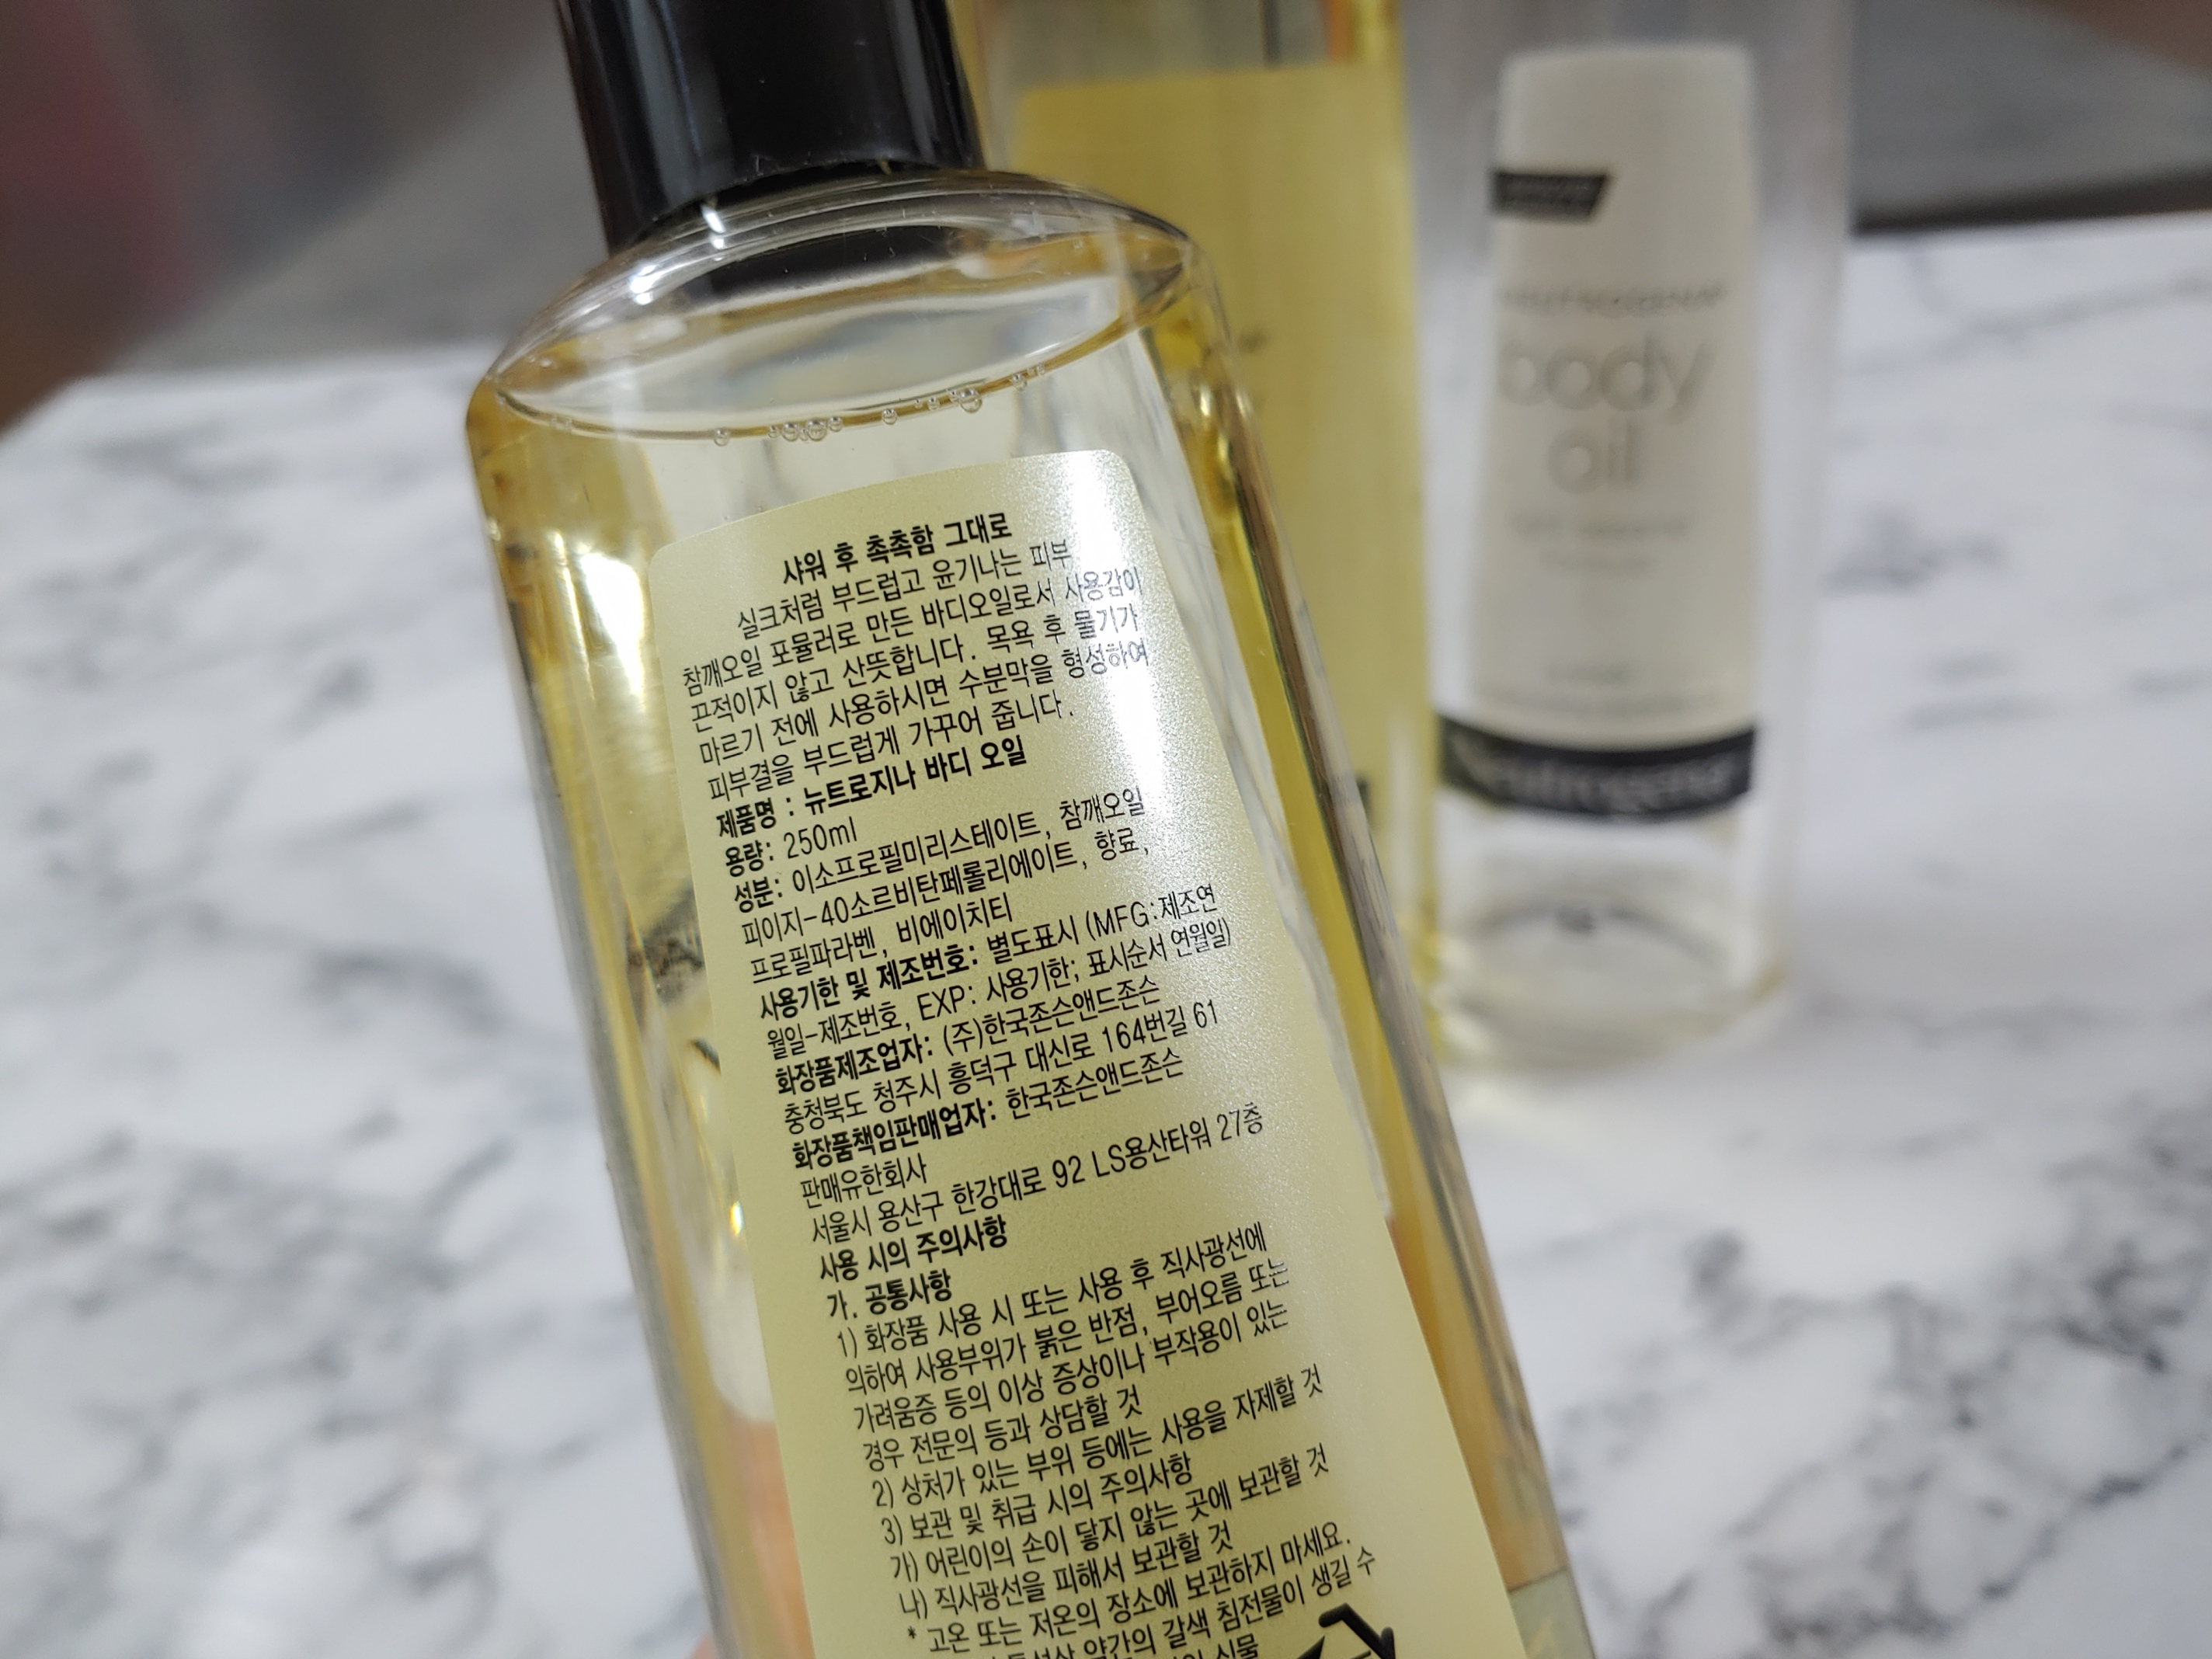 샤워 후 촉촉함 그대로
실크처럼 부드럽고 윤기나는 피부
참깨오일 포뮬러로 만든 바디오일로서 사용감이
끈적이지 않고 산뜻합니다. 목욕 후 물기가
마르기 전에 사용하시면 수분막을 형성하여
피부결을 부드럽게 가꾸어 줍니다.
제품명 : 뉴트로지나 바디 오일
용량: 250ml
성분: 이소프로필미리스테이트, 참깨오일
피이지-40소르비탄페롤리에이트, 향료,
프로필파라벤, 비에이치티
사용기한 및 제조번호: 별도표시 (MFG:제조연
월일-제조번호, EXP: 사용기한; 표시순서 연월일)
화장품제조업자: (주)한국존슨앤드존슨
충청북도 청주시 흥덕구 대신로 164번길 61
화장품책임판매업자: 한국존슨앤드존슨
판매유한회사
서울시 용산구 한강대로 92 LS용산타워 27층
사용 시의 주의사항
가. 공통사항
1) 화장품 사용 시 또는 사용 후 직사광선에
의하여 사용부위가 붉은 반점, 부어오름 또는
가려움증 등의 이상 증상이나 부작용이 있는
경우 전문의 등과 상담할 것
2) 상처가 있는 부위 등에는 사용을 자제할 것
3) 보관 및 취급 시의 주의사항
가) 어린이의 손이 닿지 않는 곳에 보관할 것
나) 직사광선을 피해서 보관할 것
* 고온 또는 저온의 장소에 보관하지 마세요.
약간의 갈색 침전물이 생길 수
식물
NEUTROGENA
body
oil
Neutrogena